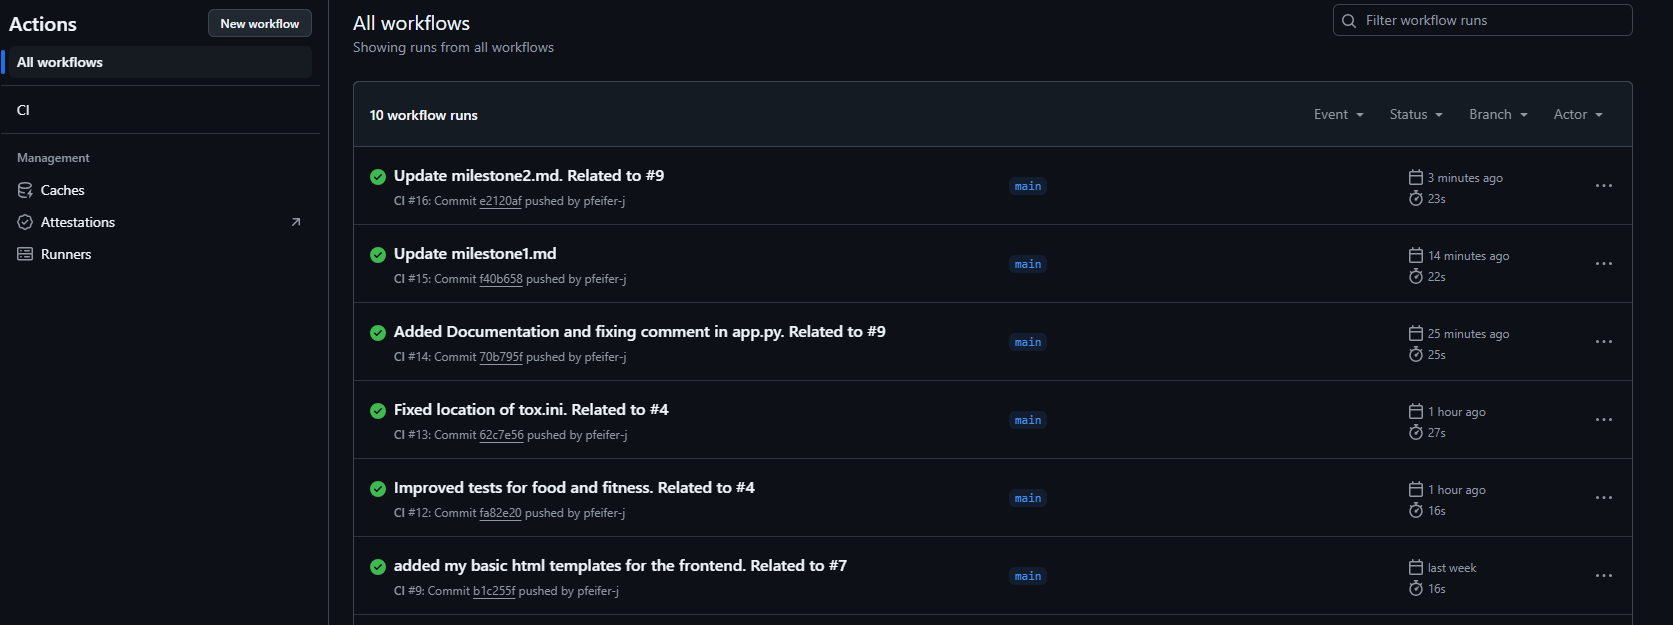 Actions
New workflow
All workflows
CI
Management
Caches
Attestations
Runners
All workflows
Showing runs from all workflows
Filter workflow runs
10 workflow runs
Event
Status
Branch
Actor
Update milestone2.md. Related to #9
CI #16: Commit e2120af pushed by pfeifer-j
main
3 minutes ago
23s
Update milestone1.md
CI #15: Commit f40b658 pushed by pfeifer-j
main
14 minutes ago
22s
Added Documentation and fixing comment in app.py. Related to #9
CI #14: Commit 70b795f pushed by pfeifer-j
main
25 minutes ago
25s
Fixed location of tox.ini. Related to #4
CI #13: Commit 62c7e56 pushed by pfeifer-j
main
1 hour ago
27s
Improved tests for food and fitness. Related to #4
CI #12: Commit fa82e20 pushed by pfeifer-j
main
1 hour ago
16s
added my basic html templates for the frontend. Related to #7
CI #9: Commit b1c255f pushed by pfeifer-j
main
last week
16s